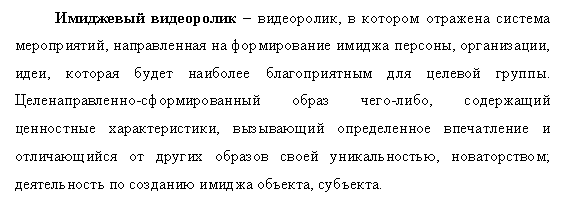 Имиджевый видеоролик – видеоролик, в котором отражена система
мероприятий, направленная на формирование имиджа персоны, организации,
идеи, которая будет наиболее благоприятным для целевой группы.
Целенаправленно-сформированный образ чего-либо, содержащий
ценностные характеристики, вызывающий определенное впечатление и
отличающийся от других образов своей уникальностью, новаторством;
деятельность по созданию имиджа объекта, субъекта.